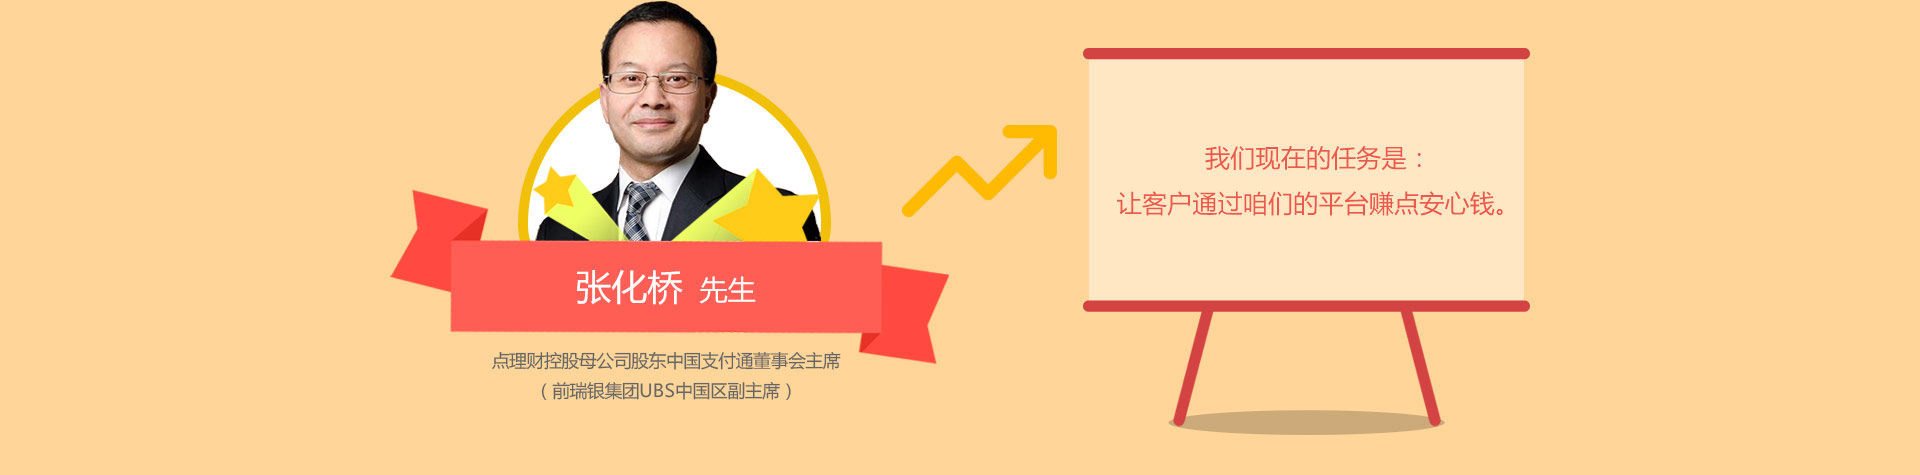 张化桥 先生
点理财控股母公司股东中国支付通董事会主席
（前瑞银集团UBS中国区副主席）
我们现在的任务是：
让客户通过咱们的平台赚点安心钱。